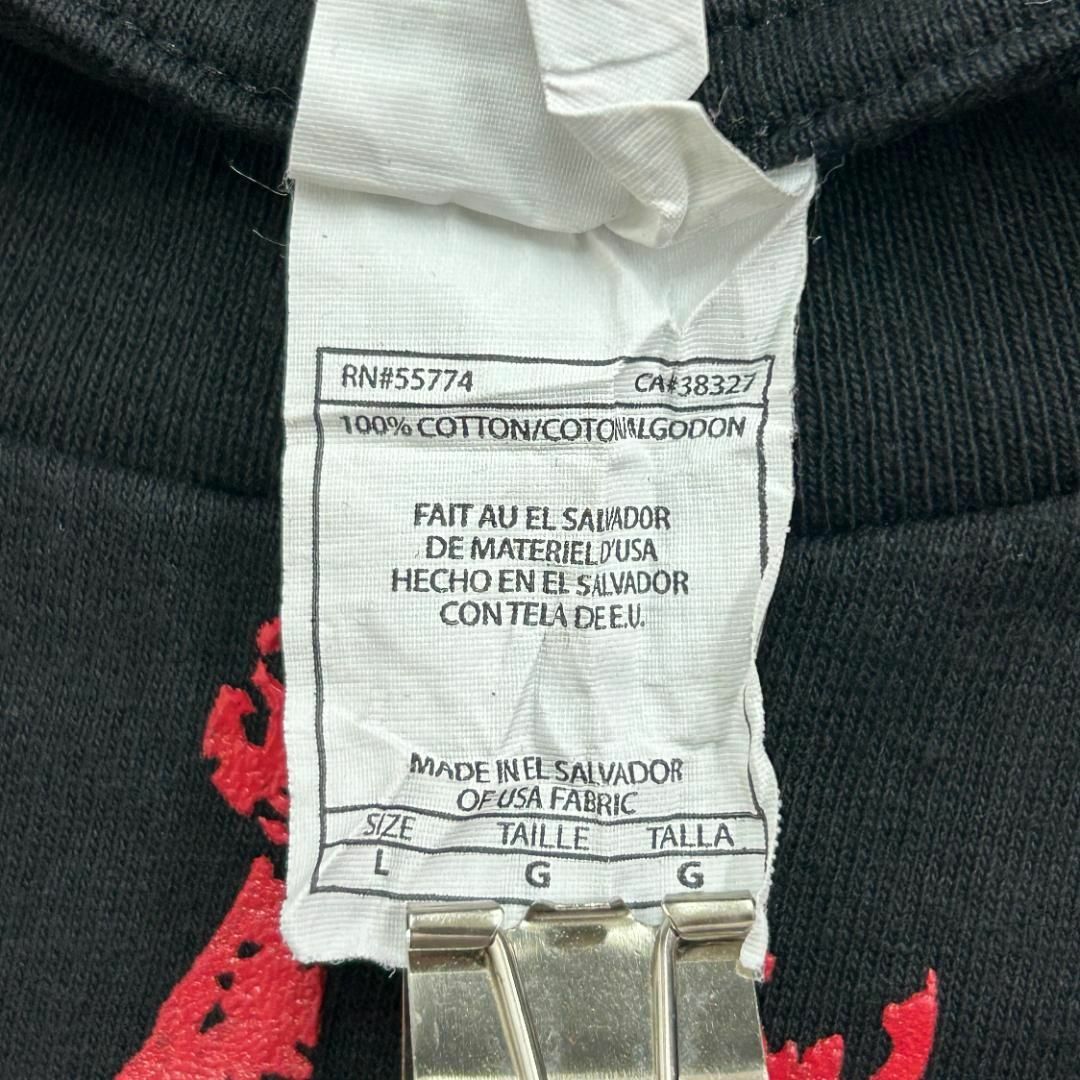 RN#55774 CA#38327
100% COTTON/COTON/ALGODON
FAIT AU EL SALVADOR
DE MATERIEL D'USA
HECHO EN EL SALVADOR
CON TELA DE E.U.
MADE IN EL SALVADOR
OF USA FABRIC
SIZE TAILLE TALLA
L G G